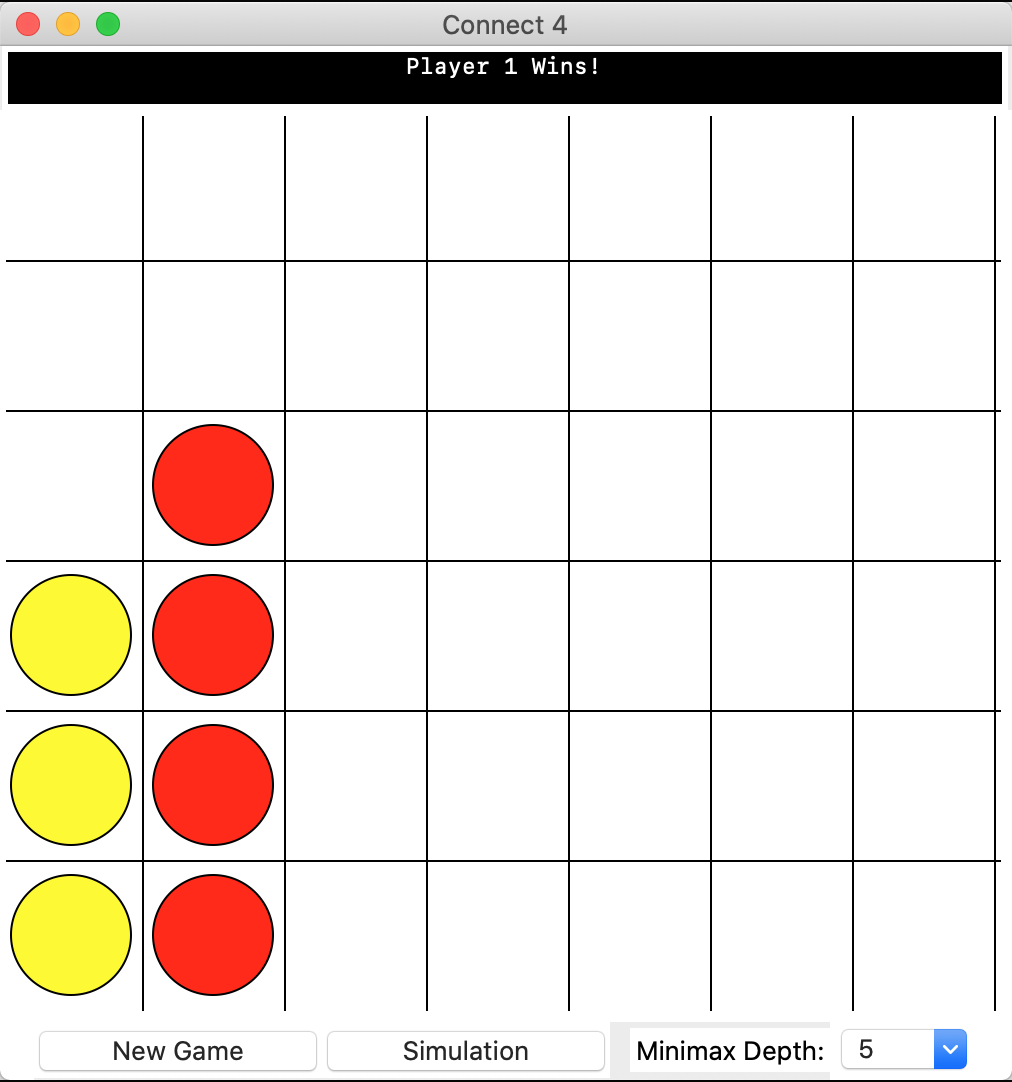 Connect 4
Player 1 Wins!
New Game
Simulation
Minimax Depth:
5